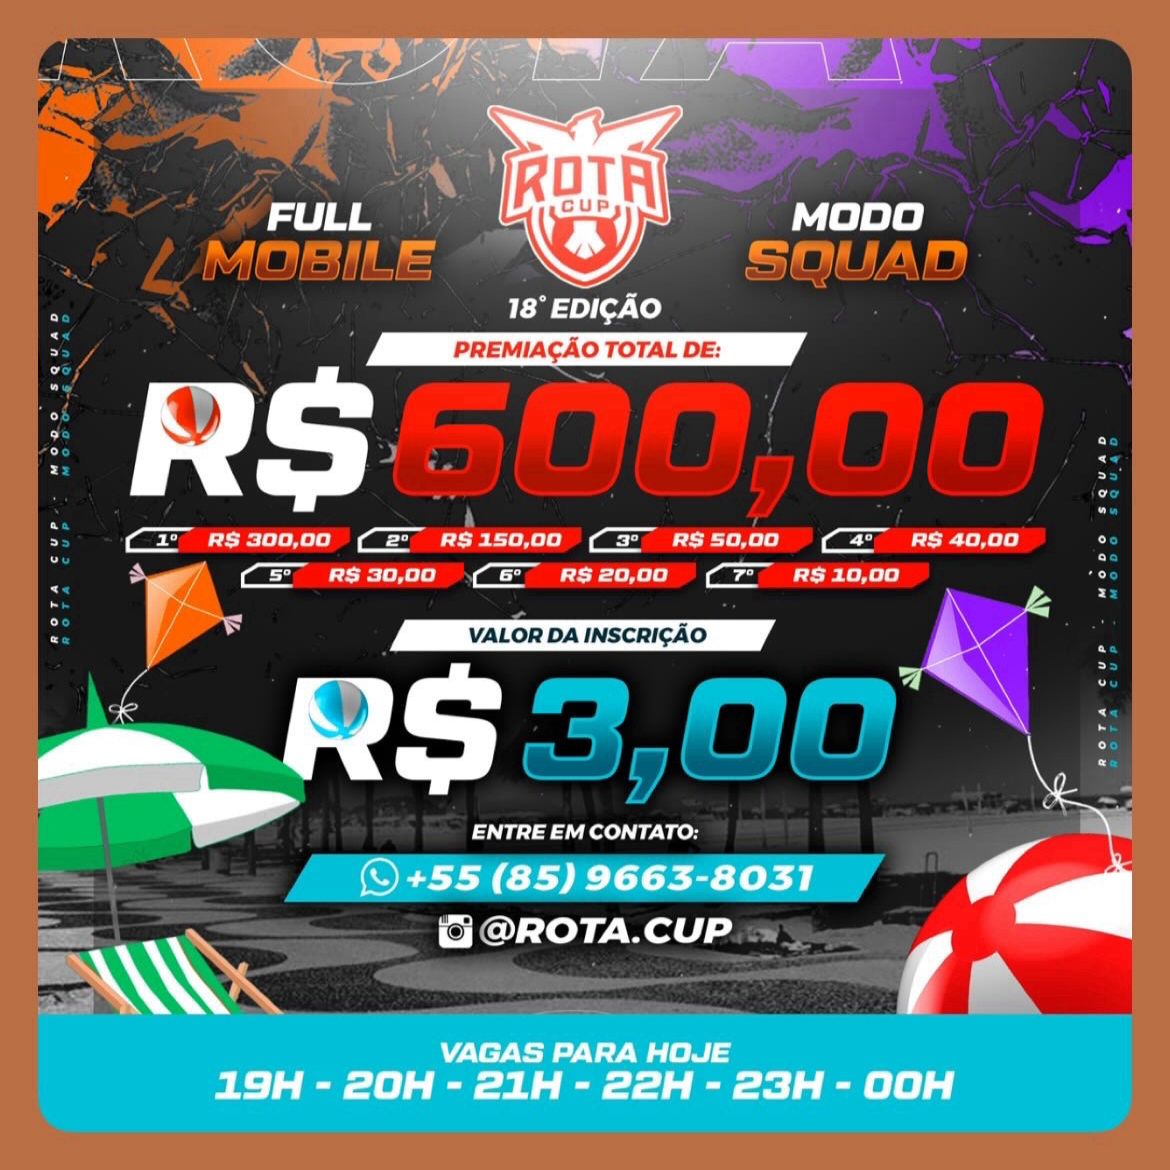 ROTA
ROTA
CUP
FULL
MOBILE
MODO
SQUAD
18° EDIÇÃO
PREMIAÇÃO TOTAL DE:
R$ 600,00
1º R$ 300,00 2º R$ 150,00 3º R$ 50,00 4º R$ 40,00
5º R$ 30,00 6º R$ 20,00 7º R$ 10,00
VALOR DA INSCRIÇÃO
R$ 3,00
ENTRE EM CONTATO:
+55 (85) 9663-8031
@ROTA.CUP
VAGAS PARA HOJE
19H - 20H - 21H - 22H - 23H - 00H
ROTA CUP - MODO SQUAD
ROTA CUP - MODO SQUAD
ROTA CUP - MODO SQUAD
ROTA CUP - MODO SQUAD